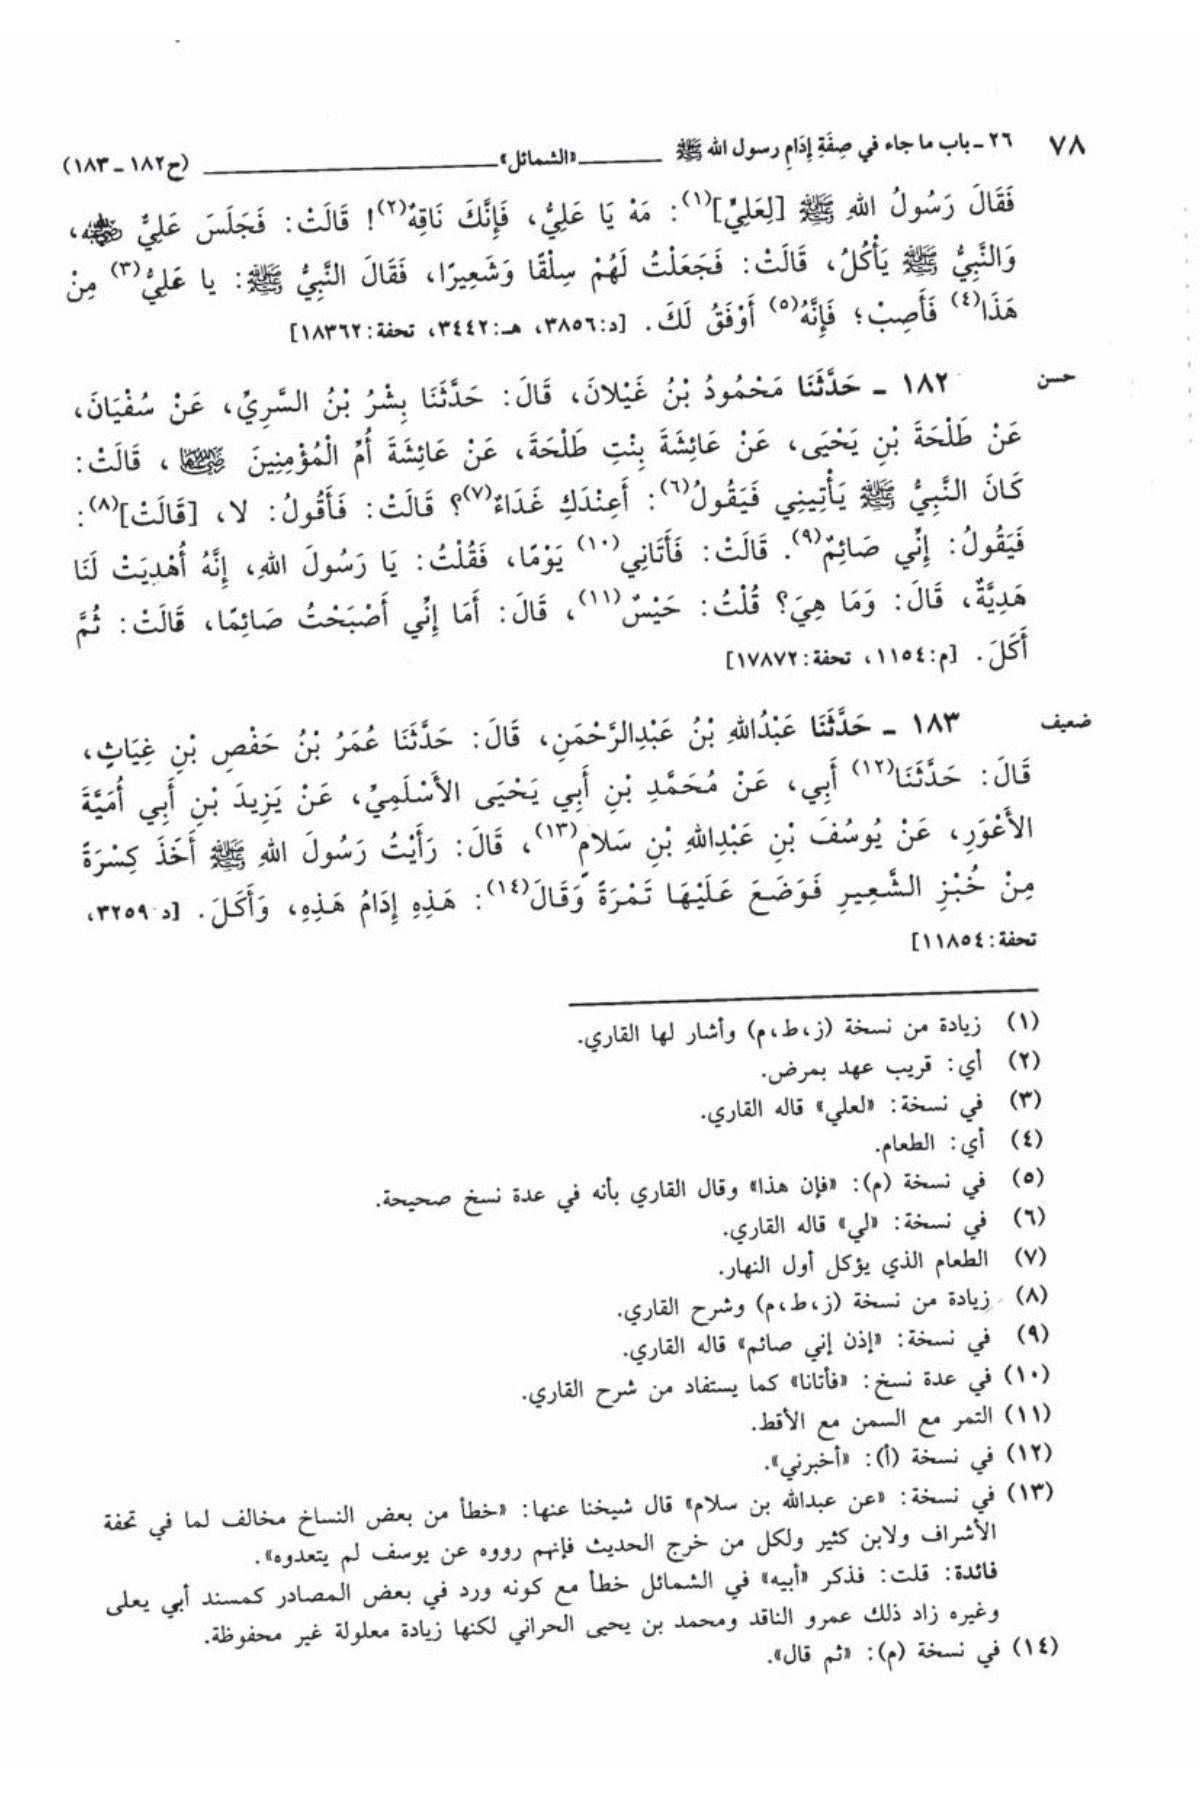 ٧٨ ٢٦ ـ باب ما جاء في صِفَةِ إدَامِ رسول الله ﷺ ــــــ «الشمائل» ــــــ (ح١٨٢ ـ ١٨٣)
فَقَالَ رَسُولُ اللهِ ﷺ [لِعَلِيٍّ](١): مَهْ يَا عَلِيُّ، فَإِنَّكَ نَاقِهٌ(٢)! قَالَتْ: فَجَلَسَ عَلِيٌّ رضي الله عنه،
وَالنَّبِيُّ ﷺ يَأْكُلُ، قَالَتْ: فَجَعَلْتُ لَهُمْ سِلْقًا وَشَعِيرًا، فَقَالَ النَّبِيُّ ﷺ: يا عَلِيُّ(٣) مِنْ
هَذَا(٤) فَأَصِبْ؛ فَإِنَّهُ(٥) أَوْفَقُ لَكَ. [د:٣٨٥٦، هـ:٣٤٤٢، تحفة:١٨٣٦٢]
حسن ١٨٢ ـ حَدَّثَنَا مَحْمُودُ بْنُ غَيْلانَ، قَالَ: حَدَّثَنَا بِشْرُ بْنُ السَّرِيِّ، عَنْ سُفْيَانَ،
عَنْ طَلْحَةَ بْنِ يَحْيَى، عَنْ عَائِشَةَ بِنْتِ طَلْحَةَ، عَنْ عَائِشَةَ أُمِّ الْمُؤْمِنِينَ رضي الله عنها، قَالَتْ:
كَانَ النَّبِيُّ ﷺ يَأْتِينِي فَيَقُولُ(٦): أَعِنْدَكِ غَدَاءٌ(٧)؟ قَالَتْ: فَأَقُولُ: لا، [قَالَتْ](٨):
فَيَقُولُ: إِنِّي صَائِمٌ(٩). قَالَتْ: فَأَتَانِي(١٠) يَوْمًا، فَقُلْتُ: يَا رَسُولَ اللهِ، إِنَّهُ أُهْدِيَتْ لَنَا
هَدِيَّةٌ، قَالَ: وَمَا هِيَ؟ قُلْتُ: حَيْسٌ(١١)، قَالَ: أَمَا إِنِّي أَصْبَحْتُ صَائِمًا، قَالَتْ: ثُمَّ
أَكَلَ. [م:١١٥٤، تحفة:١٧٨٧٢]
ضعيف ١٨٣ ـ حَدَّثَنَا عَبْدُاللهِ بْنُ عَبْدِالرَّحْمَنِ، قَالَ: حَدَّثَنَا عُمَرُ بْنُ حَفْصِ بْنِ غِيَاثٍ،
قَالَ: حَدَّثَنَا(١٢) أَبِي، عَنْ مُحَمَّدِ بْنِ أَبِي يَحْيَى الأَسْلَمِيِّ، عَنْ يَزِيدَ بْنِ أَبِي أُمَيَّةَ
الأَعْوَرِ، عَنْ يُوسُفَ بْنِ عَبْدِاللهِ بْنِ سَلامٍ(١٣)، قَالَ: رَأَيْتُ رَسُولَ اللهِ ﷺ أَخَذَ كِسْرَةً
مِنْ خُبْزِ الشَّعِيرِ فَوَضَعَ عَلَيْهَا تَمْرَةً وَقَالَ(١٤): هَذِهِ إِدَامُ هَذِهِ، وَأَكَلَ. [د ٣٢٥٩،
تحفة:١١٨٥٤]
(١) زيادة من نسخة (ز،ط،م) وأشار لها القاري.
(٢) أي: قريب عهد بمرض.
(٣) في نسخة: «لعلي» قاله القاري.
(٤) أي: الطعام.
(٥) في نسخة (م): «فإن هذا» وقال القاري بأنه في عدة نسخ صحيحة.
(٦) في نسخة: «لي» قاله القاري.
(٧) الطعام الذي يؤكل أول النهار.
(٨) زيادة من نسخة (ز،ط،م) وشرح القاري.
(٩) في نسخة: «إذن إني صائم» قاله القاري.
(١٠) في عدة نسخ: «فأتانا» كما يستفاد من شرح القاري.
(١١) التمر مع السمن مع الأقط.
(١٢) في نسخة (أ): «أخبرني».
(١٣) في نسخة: «عن عبدالله بن سلام» قال شيخنا عنها: «خطأ من بعض النساخ مخالف لما في تحفة
الأشراف ولابن كثير ولكل من خرج الحديث فإنهم رووه عن يوسف لم يتعدوه».
فائدة: قلت: فذكر «أبيه» في الشمائل خطأ مع كونه ورد في بعض المصادر كمسند أبي يعلى
وغيره زاد ذلك عمرو الناقد ومحمد بن يحيى الحراني لكنها زيادة معلولة غير محفوظة.
(١٤) في نسخة (م): «ثم قال».